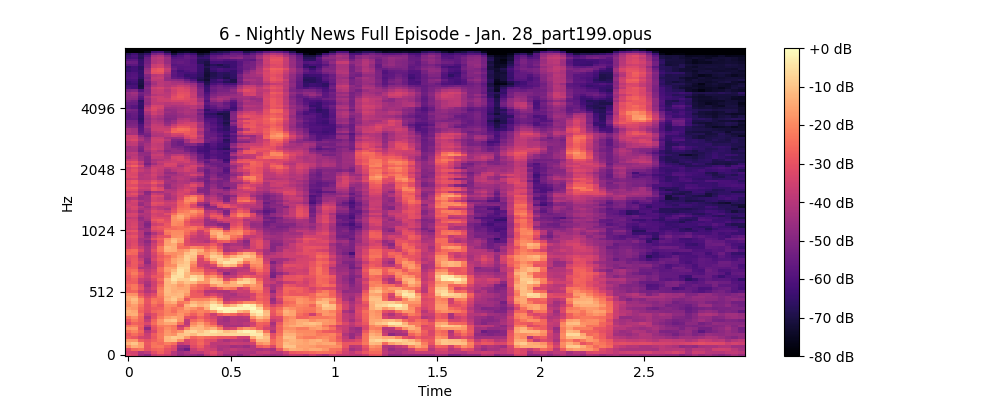 6 - Nightly News Full Episode - Jan. 28_part199.opus
Hz
4096
2048
1024
512
0
0
0.5
1
1.5
2
2.5
Time
+0 dB
-10 dB
-20 dB
-30 dB
-40 dB
-50 dB
-60 dB
-70 dB
-80 dB